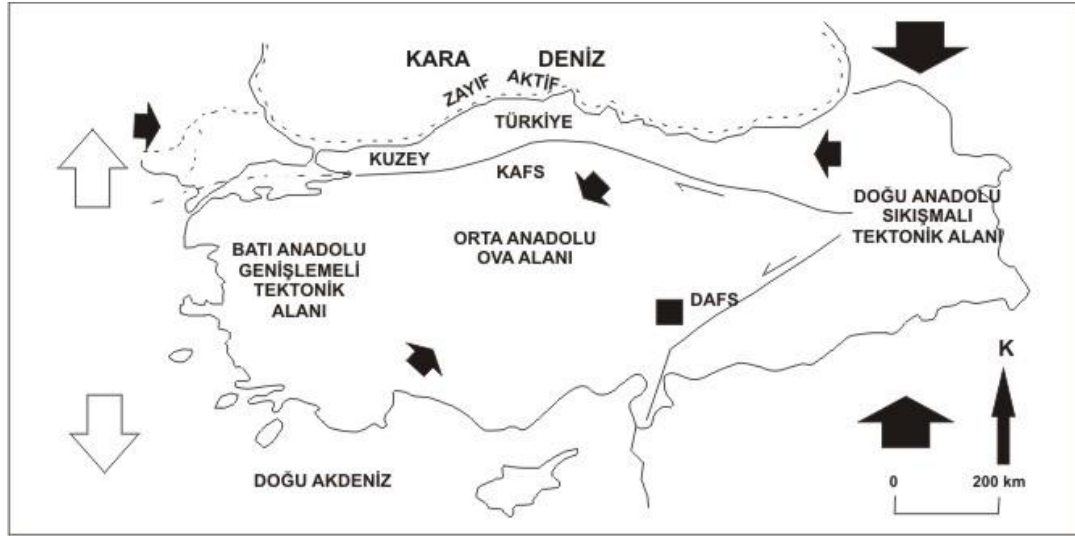 KARA DENİZ
ZAYIF AKTİF
TÜRKİYE
KUZEY
KAFS
DOĞU ANADOLU
SIKIŞMALI
TEKTONİK ALANI
ORTA ANADOLU
OVA ALANI
BATI ANADOLU
GENİŞLEMELİ
TEKTONİK
ALANI
DAFS
K
DOĞU AKDENİZ
0 200 km